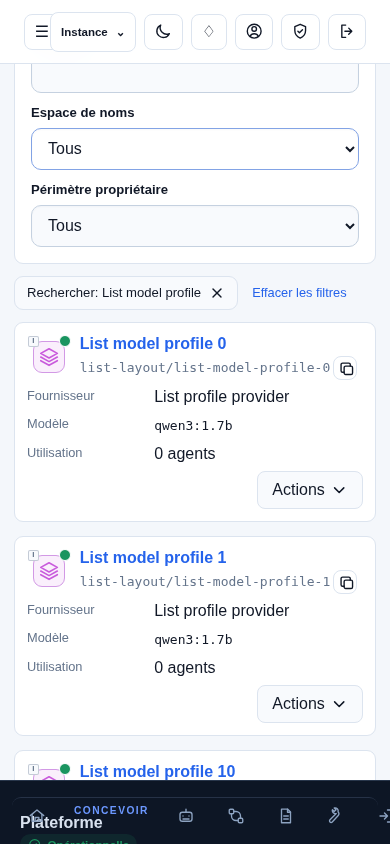 Instance
Espace de noms
Tous
Périmètre propriétaire
Tous
Rechercher: List model profile
Effacer les filtres
I
List model profile 0
list-layout/list-model-profile-0
Fournisseur
List profile provider
Modèle
qwen3:1.7b
Utilisation
0 agents
Actions
I
List model profile 1
list-layout/list-model-profile-1
Fournisseur
List profile provider
Modèle
qwen3:1.7b
Utilisation
0 agents
Actions
I
List model profile 10
CONCEVOIR
Plateforme
Opérationnelle